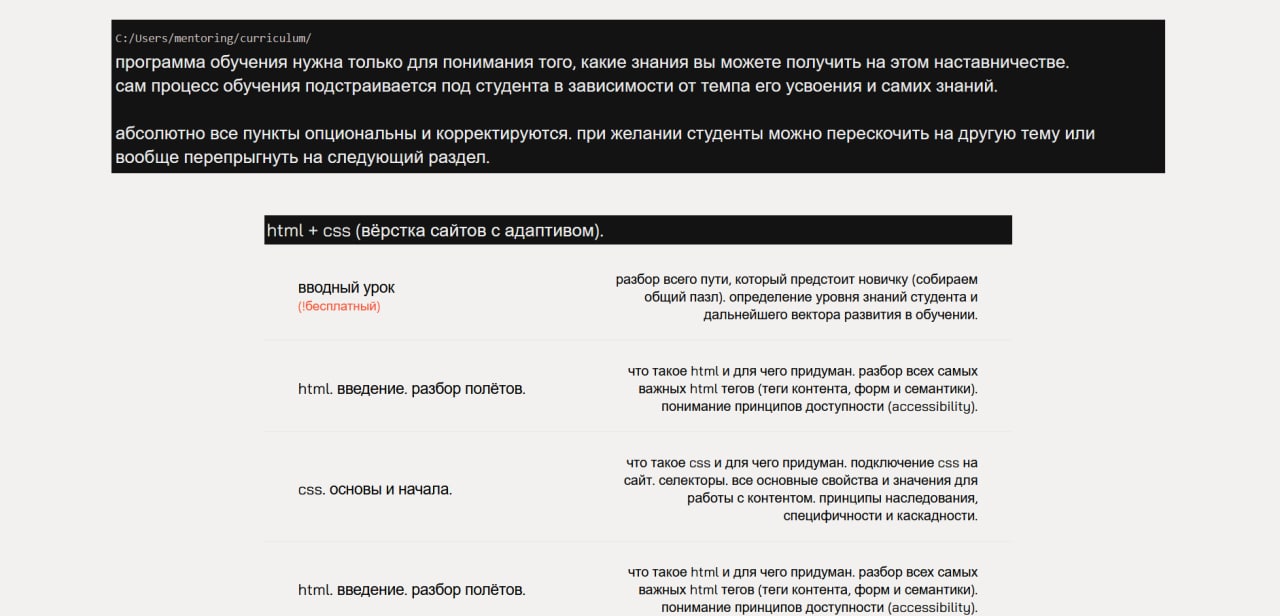 C:/Users/mentoring/curriculum/
программа обучения нужна только для понимания того, какие знания вы можете получить на этом наставничестве.
сам процесс обучения подстраивается под студента в зависимости от темпа его усвоения и самих знаний.
абсолютно все пункты опциональны и корректируются. при желании студенты можно перескочить на другую тему или
вообще перепрыгнуть на следующий раздел.
html + css (вёрстка сайтов с адаптивом).
вводный урок
(!бесплатный)
разбор всего пути, который предстоит новичку (собираем
общий пазл). определение уровня знаний студента и
дальнейшего вектора развития в обучении.
html. введение. разбор полётов.
что такое html и для чего придуман. разбор всех самых
важных html тегов (теги контента, форм и семантики).
понимание принципов доступности (accessibility).
css. основы и начала.
что такое css и для чего придуман. подключение css на
сайт. селекторы. все основные свойства и значения для
работы с контентом. принципы наследования,
специфичности и каскадности.
html. введение. разбор полётов.
что такое html и для чего придуман. разбор всех самых
важных html тегов (теги контента, форм и семантики).
понимание принципов доступности (accessibility).